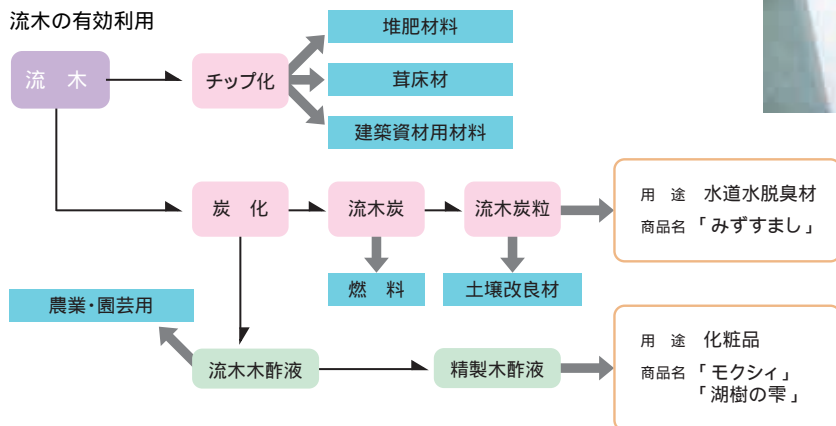 流木の有効利用
堆肥材料
流　木
チップ化
茸床材
建築資材用材料
炭　化
流木炭
流木炭粒
用　途　水道水脱臭材
商品名「みずすまし」
燃　料
土壌改良材
農業・園芸用
流木木酢液
精製木酢液
用　途　化粧品
商品名「モクシィ」
「湖樹の雫」